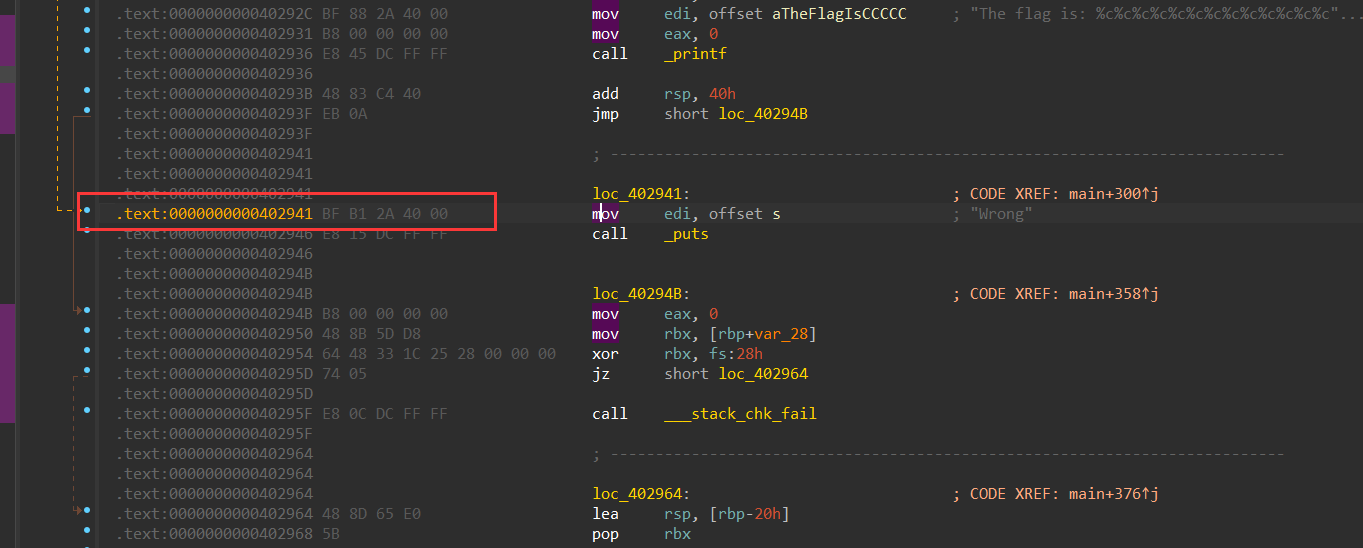 .text:000000000040292C BF 88 2A 40 00 mov edi, offset aTheFlagIsCCCCC ; "The flag is: %c%c%c%c%c%c%c%c%c%c%c%c%c"...
.text:0000000000402931 B8 00 00 00 00 mov eax, 0
.text:0000000000402936 E8 45 DC FF FF call _printf
.text:0000000000402936
.text:000000000040293B 48 83 C4 40 add rsp, 40h
.text:000000000040293F EB 0A jmp short loc_40294B
.text:000000000040293F
.text:0000000000402941 ; ---------------------------------------------------------------------------
.text:0000000000402941
.text:0000000000402941 loc_402941: ; CODE XREF: main+300↑j
.text:0000000000402941 BF B1 2A 40 00 mov edi, offset s ; "Wrong"
.text:0000000000402946 E8 15 DC FF FF call _puts
.text:0000000000402946
.text:000000000040294B
.text:000000000040294B loc_40294B: ; CODE XREF: main+358↑j
.text:000000000040294B B8 00 00 00 00 mov eax, 0
.text:0000000000402950 48 8B 5D D8 mov rbx, [rbp+var_28]
.text:0000000000402954 64 48 33 1C 25 28 00 00 00 xor rbx, fs:28h
.text:000000000040295D 74 05 jz short loc_402964
.text:000000000040295D
.text:000000000040295F E8 0C DC FF FF call ___stack_chk_fail
.text:000000000040295F
.text:0000000000402964 ; ---------------------------------------------------------------------------
.text:0000000000402964
.text:0000000000402964 loc_402964: ; CODE XREF: main+376↑j
.text:0000000000402964 48 8D 65 E0 lea rsp, [rbp-20h]
.text:0000000000402968 5B pop rbx